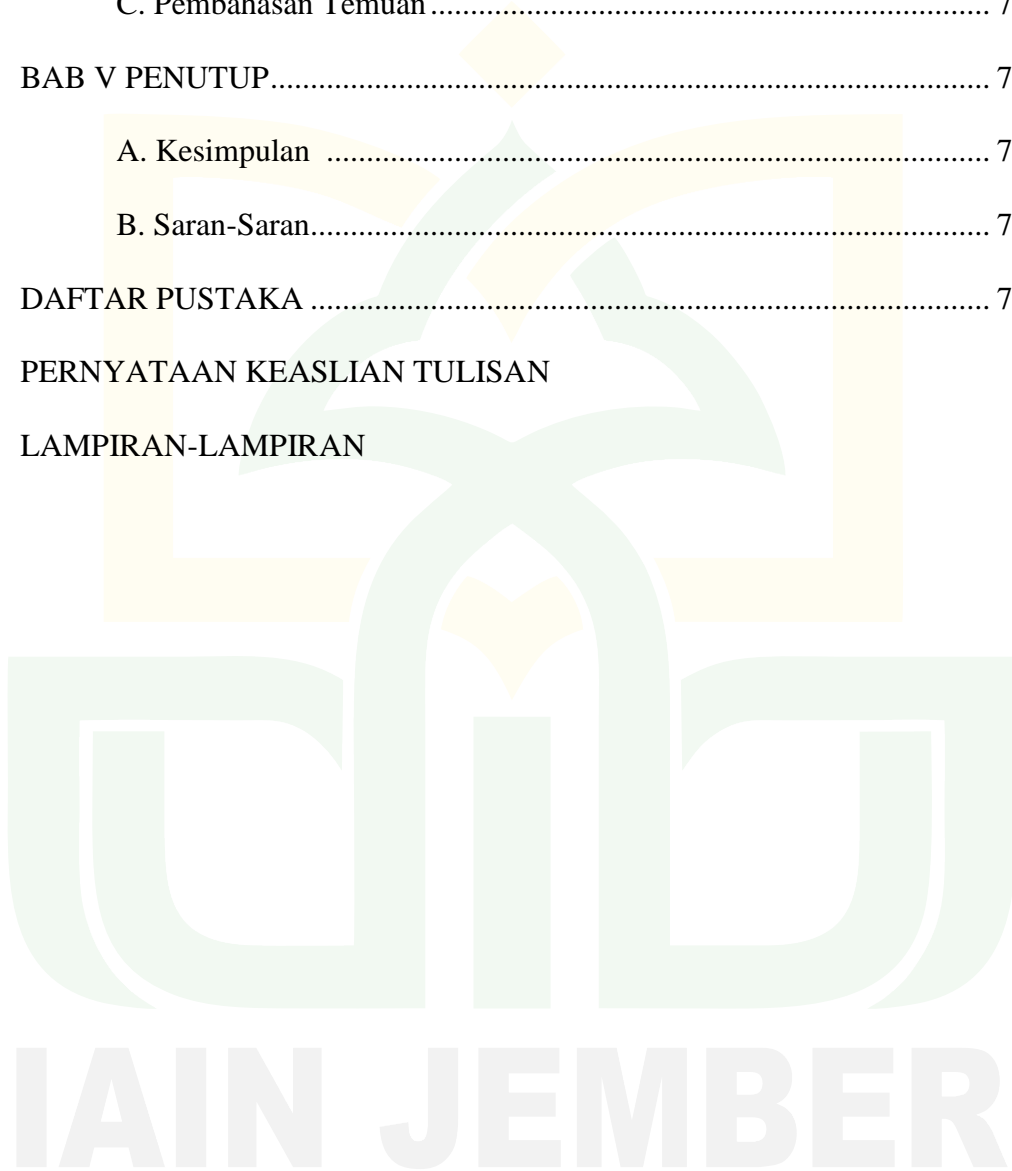 C. Pembahasan Temuan ........................................................................ 7
BAB V PENUTUP............................................................................................ 7
A. Kesimpulan ..................................................................................... 7
B. Saran-Saran....................................................................................... 7
DAFTAR PUSTAKA ....................................................................................... 7
PERNYATAAN KEASLIAN TULISAN
LAMPIRAN-LAMPIRAN
IAIN JEMBER